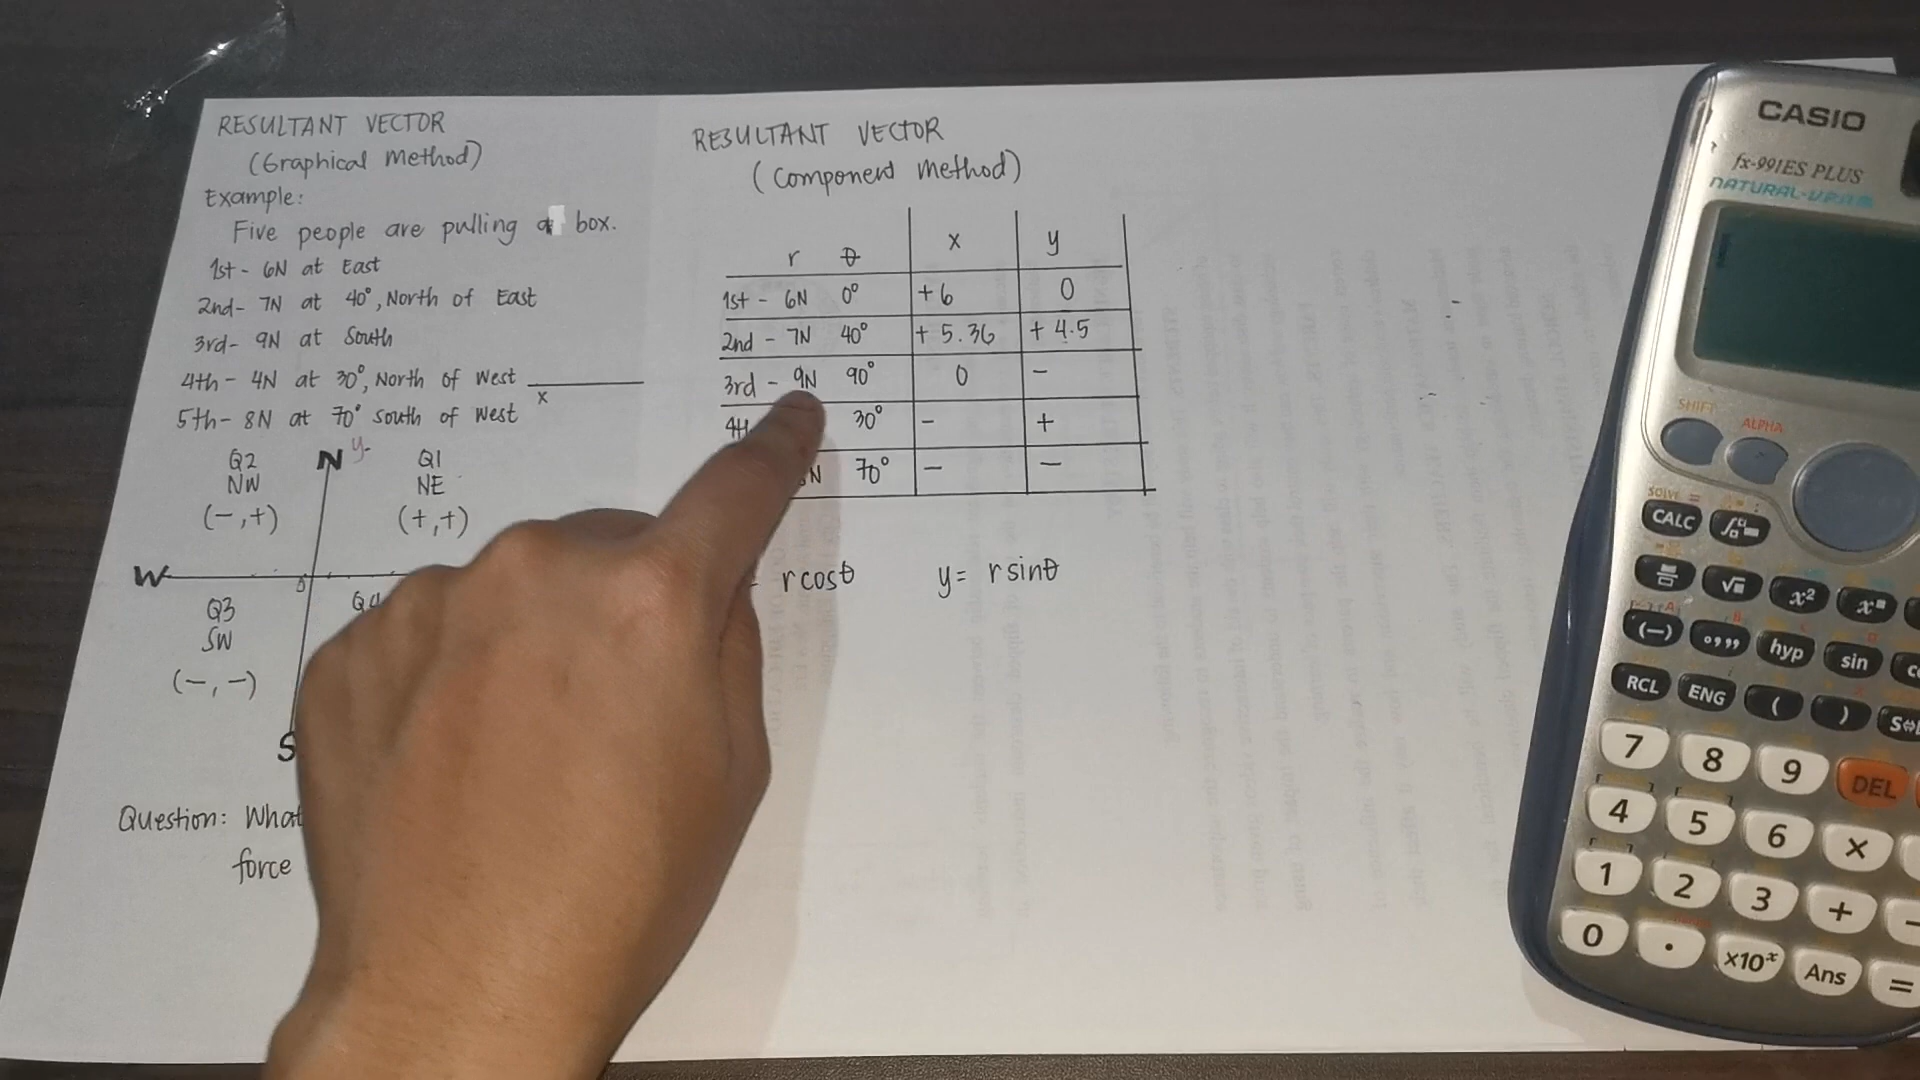 RESULTANT VECTOR
(Graphical Method)
Example:
Five people are pulling a box.
1st - 6N at East
2nd- 7N at 40°, North of East
3rd- 9N at South
4th - 4N at 30°, North of West
x
5th- 8N at 70° South of West
y
Q2
NW
(-,+)
N
Q1
NE
(+,+)
W
0
Q3
SW
(-,-)
Q4
S
Question: What
force
RESULTANT VECTOR
(Component Method)
r θ x y
1st - 6N 0° +6 0
2nd - 7N 40° + 5.36 + 4.5
3rd - 9N 90° 0 -
30° - +
N 70° - -
rcosθ y= rsinθ
CASIO
fx-991ES PLUS
NATURAL-V.P.A.M.
SHIFT ALPHA
SOLVE =
CALC
x²
(-) °,,, hyp sin
RCL ENG ( )
7 8 9 DEL
4 5 6 ×
1 2 3 + -
0 . ×10ˣ Ans =